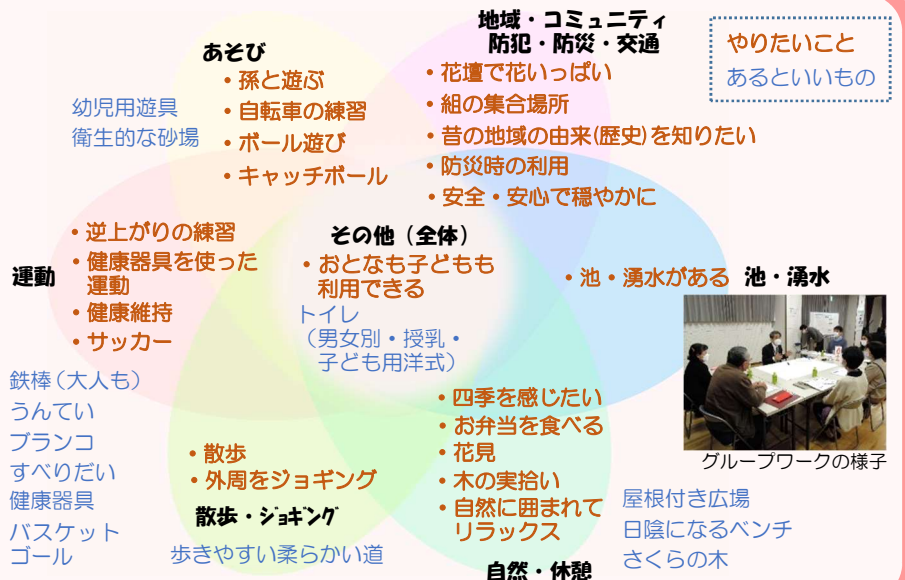 地域・コミュニティ
防犯・防災・交通
・花壇で花いっぱい
・組の集合場所
・昔の地域の由来(歴史)を知りたい
・防災時の利用
・安全・安心で穏やかに
やりたいこと
あるといいもの
あそび
・孫と遊ぶ
・自転車の練習
・ボール遊び
・キャッチボール
幼児用遊具
衛生的な砂場
運動
・逆上がりの練習
・健康器具を使った
運動
・健康維持
・サッカー
鉄棒(大人も)
うんてい
ブランコ
すべりだい
健康器具
バスケット
ゴール
その他(全体)
・おとなも子どもも
利用できる
トイレ
(男女別・授乳・
子ども用洋式)
・池・湧水がある
池・湧水
グループワークの様子
・散歩
・外周をジョギング
散歩・ジョギング
歩きやすい柔らかい道
・四季を感じたい
・お弁当を食べる
・花見
・木の実拾い
・自然に囲まれて
リラックス
自然・休憩
屋根付き広場
日陰になるベンチ
さくらの木